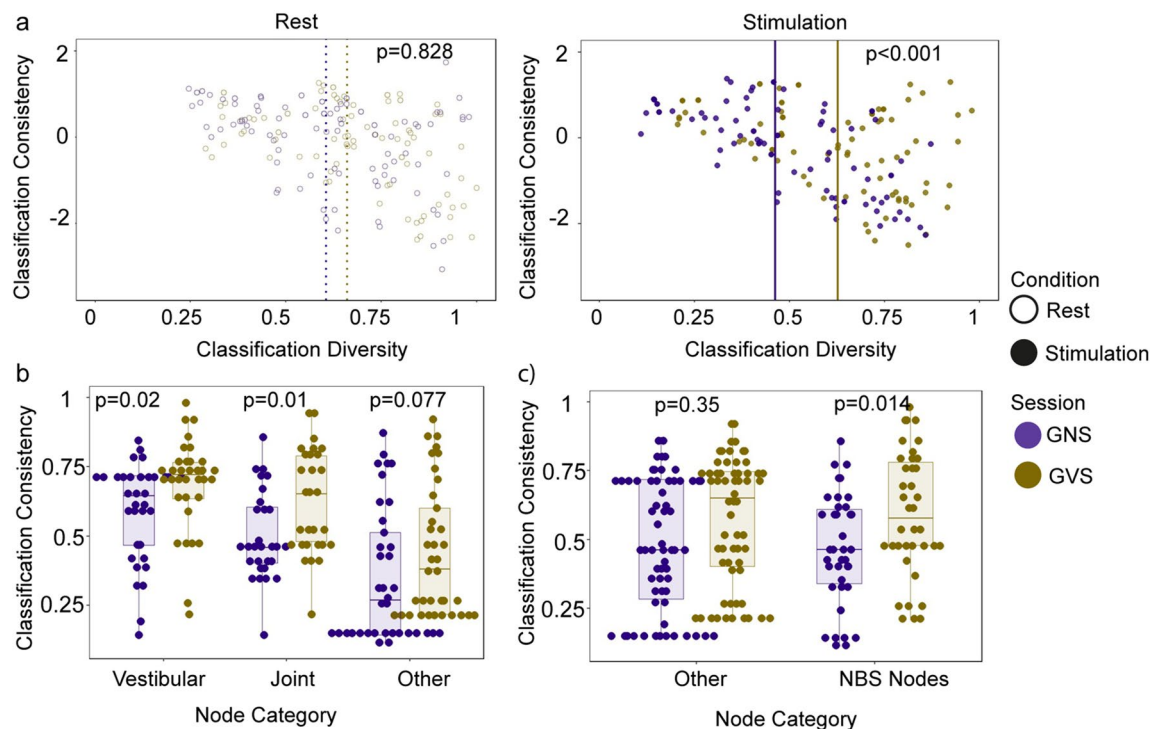 a
Rest
Stimulation
p=0.828
p<0.001
Classification Consistency
2
0
-2
0
0.25
0.5
0.75
1
Classification Diversity
Classification Consistency
2
0
-2
0
0.25
0.5
0.75
1
Classification Diversity
Condition
Rest
Stimulation
Session
GNS
GVS
b
Classification Consistency
1
0.75
0.5
0.25
p=0.02
p=0.01
p=0.077
Vestibular
Joint
Other
Node Category
c)
Classification Consistency
1
0.75
0.5
0.25
p=0.35
p=0.014
Other
NBS Nodes
Node Category